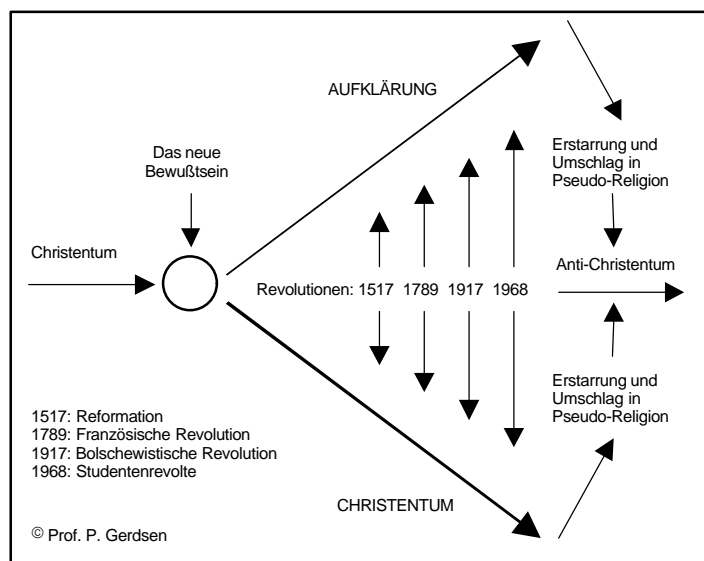 AUFKLÄRUNG
Das neue
Bewußtsein
Erstarrung und
Umschlag in
Pseudo-Religion
Christentum
Anti-Christentum
Revolutionen: 1517 1789 1917 1968
Erstarrung und
Umschlag in
Pseudo-Religion
1517: Reformation
1789: Französische Revolution
1917: Bolschewistische Revolution
1968: Studentenrevolte
CHRISTENTUM
© Prof. P. Gerdsen